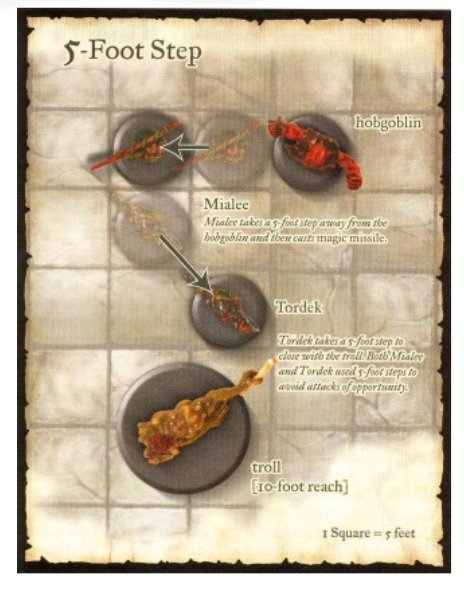 5-Foot Step
hobgoblin
Mialee
Mialee takes a 5-foot step away from the
hobgoblin and then casts magic missile.
Tordek
Tordek takes a 5-foot step to
close with the troll. Both Mialee
and Tordek used 5-foot steps to
avoid attacks of opportunity.
troll
[10-foot reach]
1 Square = 5 feet